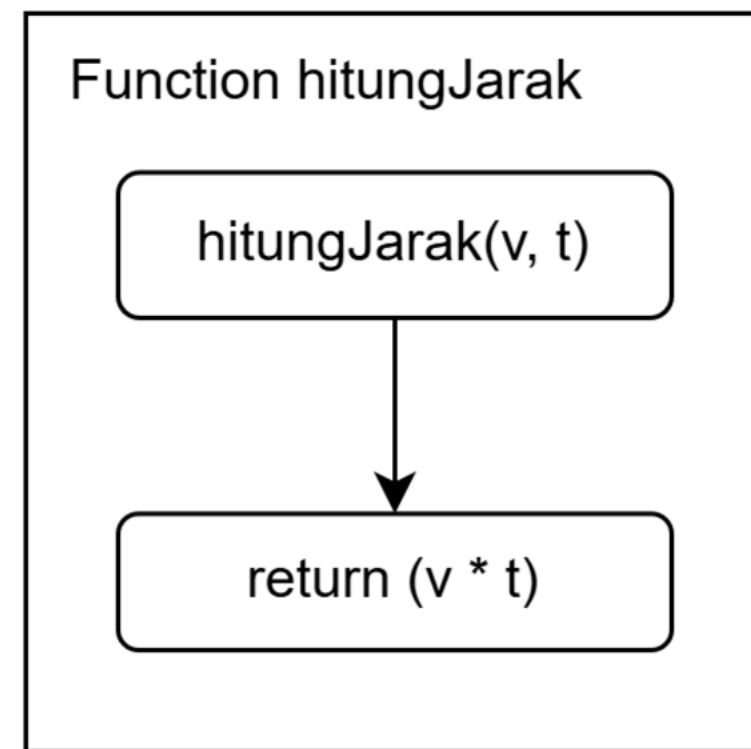 Function hitungJarak
hitungJarak(v, t)
return (v * t)